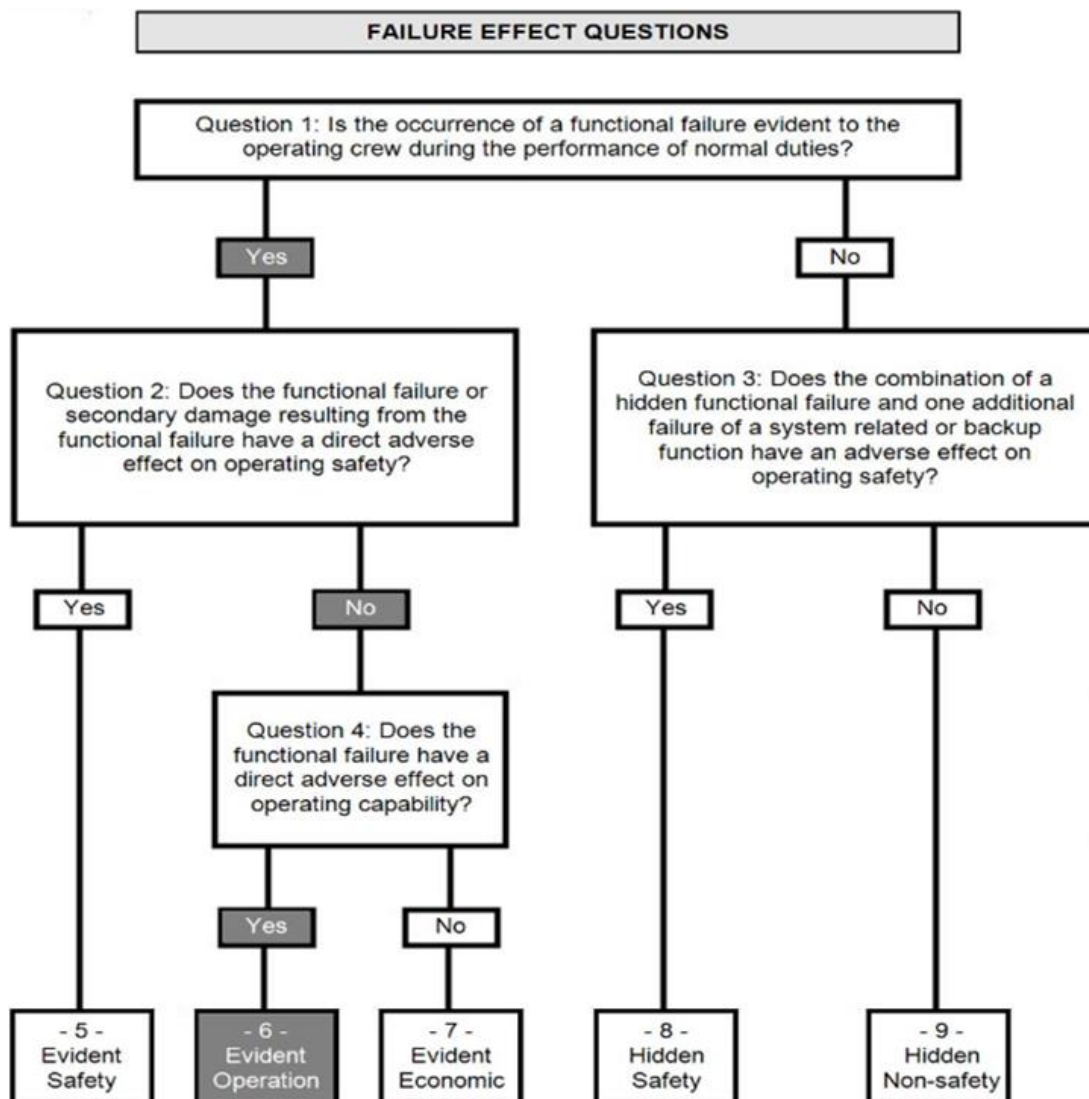 FAILURE EFFECT QUESTIONS
Question 1: Is the occurrence of a functional failure evident to the
operating crew during the performance of normal duties?
Yes
No
Question 2: Does the functional failure or
secondary damage resulting from the
functional failure have a direct adverse
effect on operating safety?
Question 3: Does the combination of a
hidden functional failure and one additional
failure of a system related or backup
function have an adverse effect on
operating safety?
Yes
No
Yes
No
Question 4: Does the
functional failure have a
direct adverse effect on
operating capability?
Yes
No
- 5 -
Evident
Safety
- 6 -
Evident
Operation
- 7 -
Evident
Economic
- 8 -
Hidden
Safety
- 9 -
Hidden
Non-safety